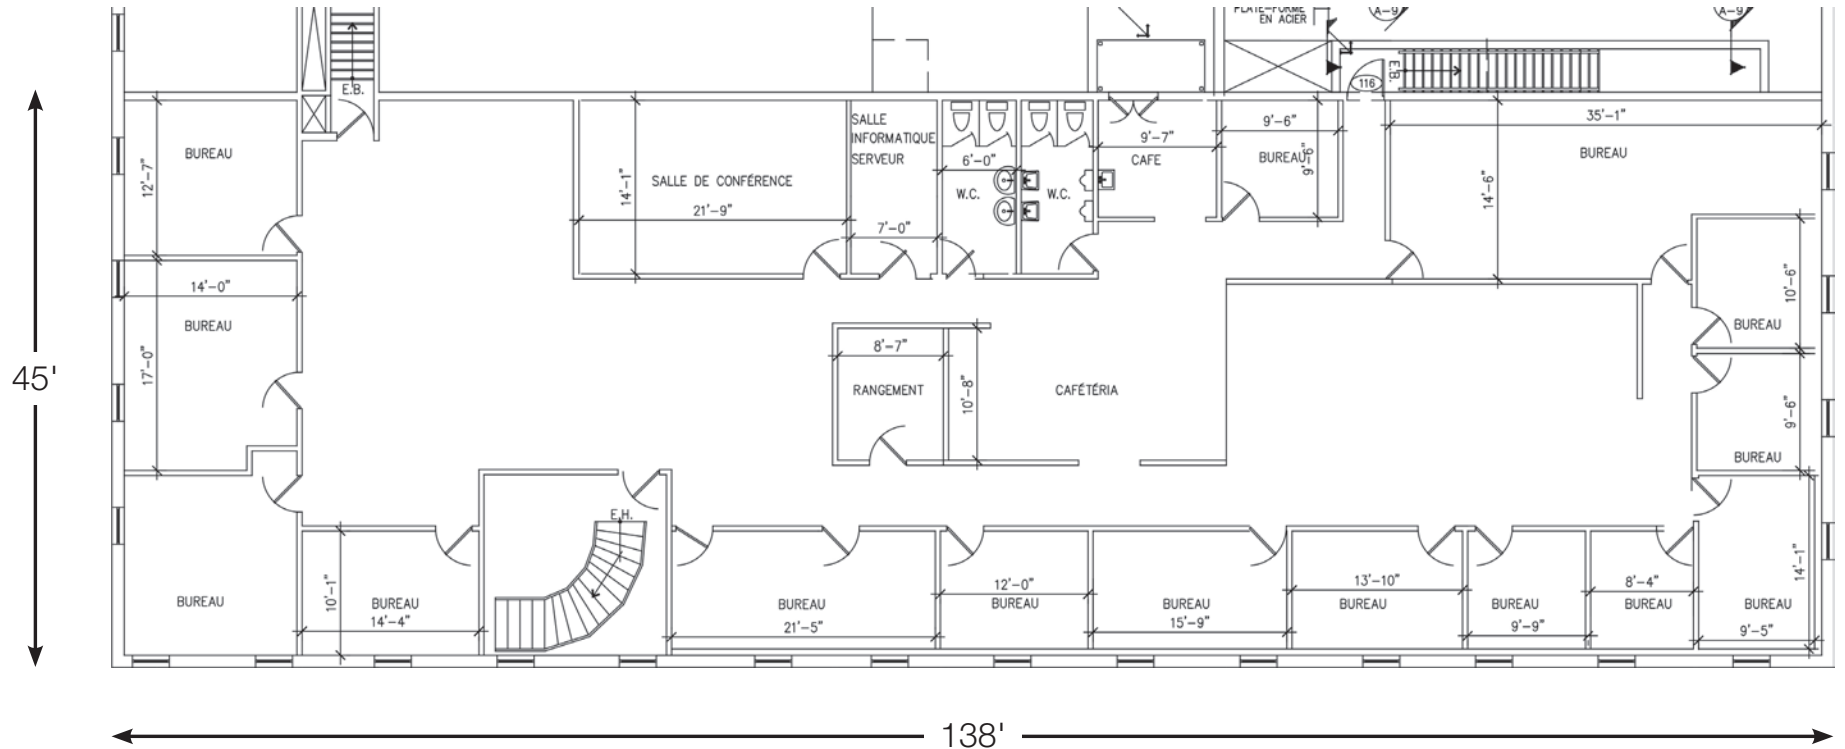 PLATE-FORME
EN ACIER
A-9
A-9
E.B.
E.B.
116
BUREAU
12'-7"
SALLE DE CONFÉRENCE
14'-1"
21'-9"
SALLE
INFORMATIQUE
SERVEUR
7'-0"
6'-0"
W.C.
W.C.
9'-7"
CAFE
9'-6"
BUREAU
9'-6"
35'-1"
BUREAU
14'-6"
14'-0"
BUREAU
17'-0"
45'
8'-7"
RANGEMENT
10'-8"
CAFÉTÉRIA
10'-6"
BUREAU
9'-6"
BUREAU
E.H.
BUREAU
10'-1"
BUREAU
14'-4"
BUREAU
21'-5"
12'-0"
BUREAU
BUREAU
15'-9"
13'-10"
BUREAU
BUREAU
9'-9"
8'-4"
BUREAU
14'-1"
BUREAU
9'-5"
138'